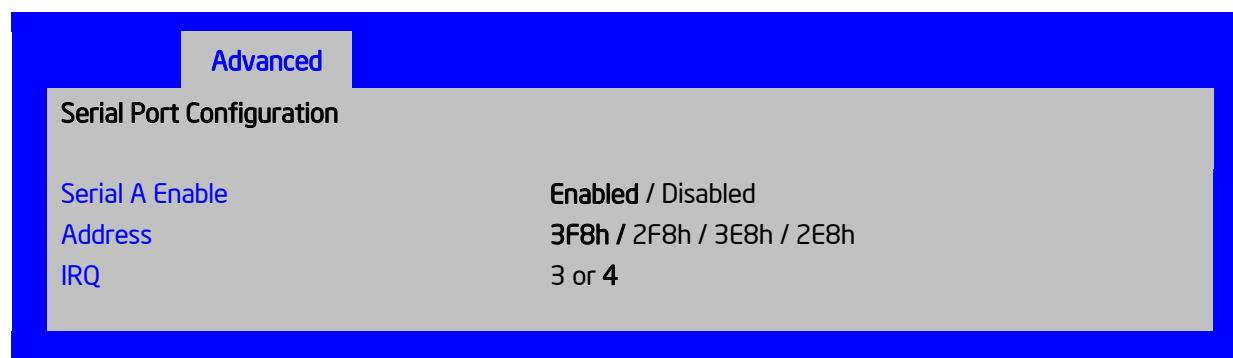 Advanced
Serial Port Configuration
Serial A Enable Enabled / Disabled
Address 3F8h / 2F8h / 3E8h / 2E8h
IRQ 3 or 4